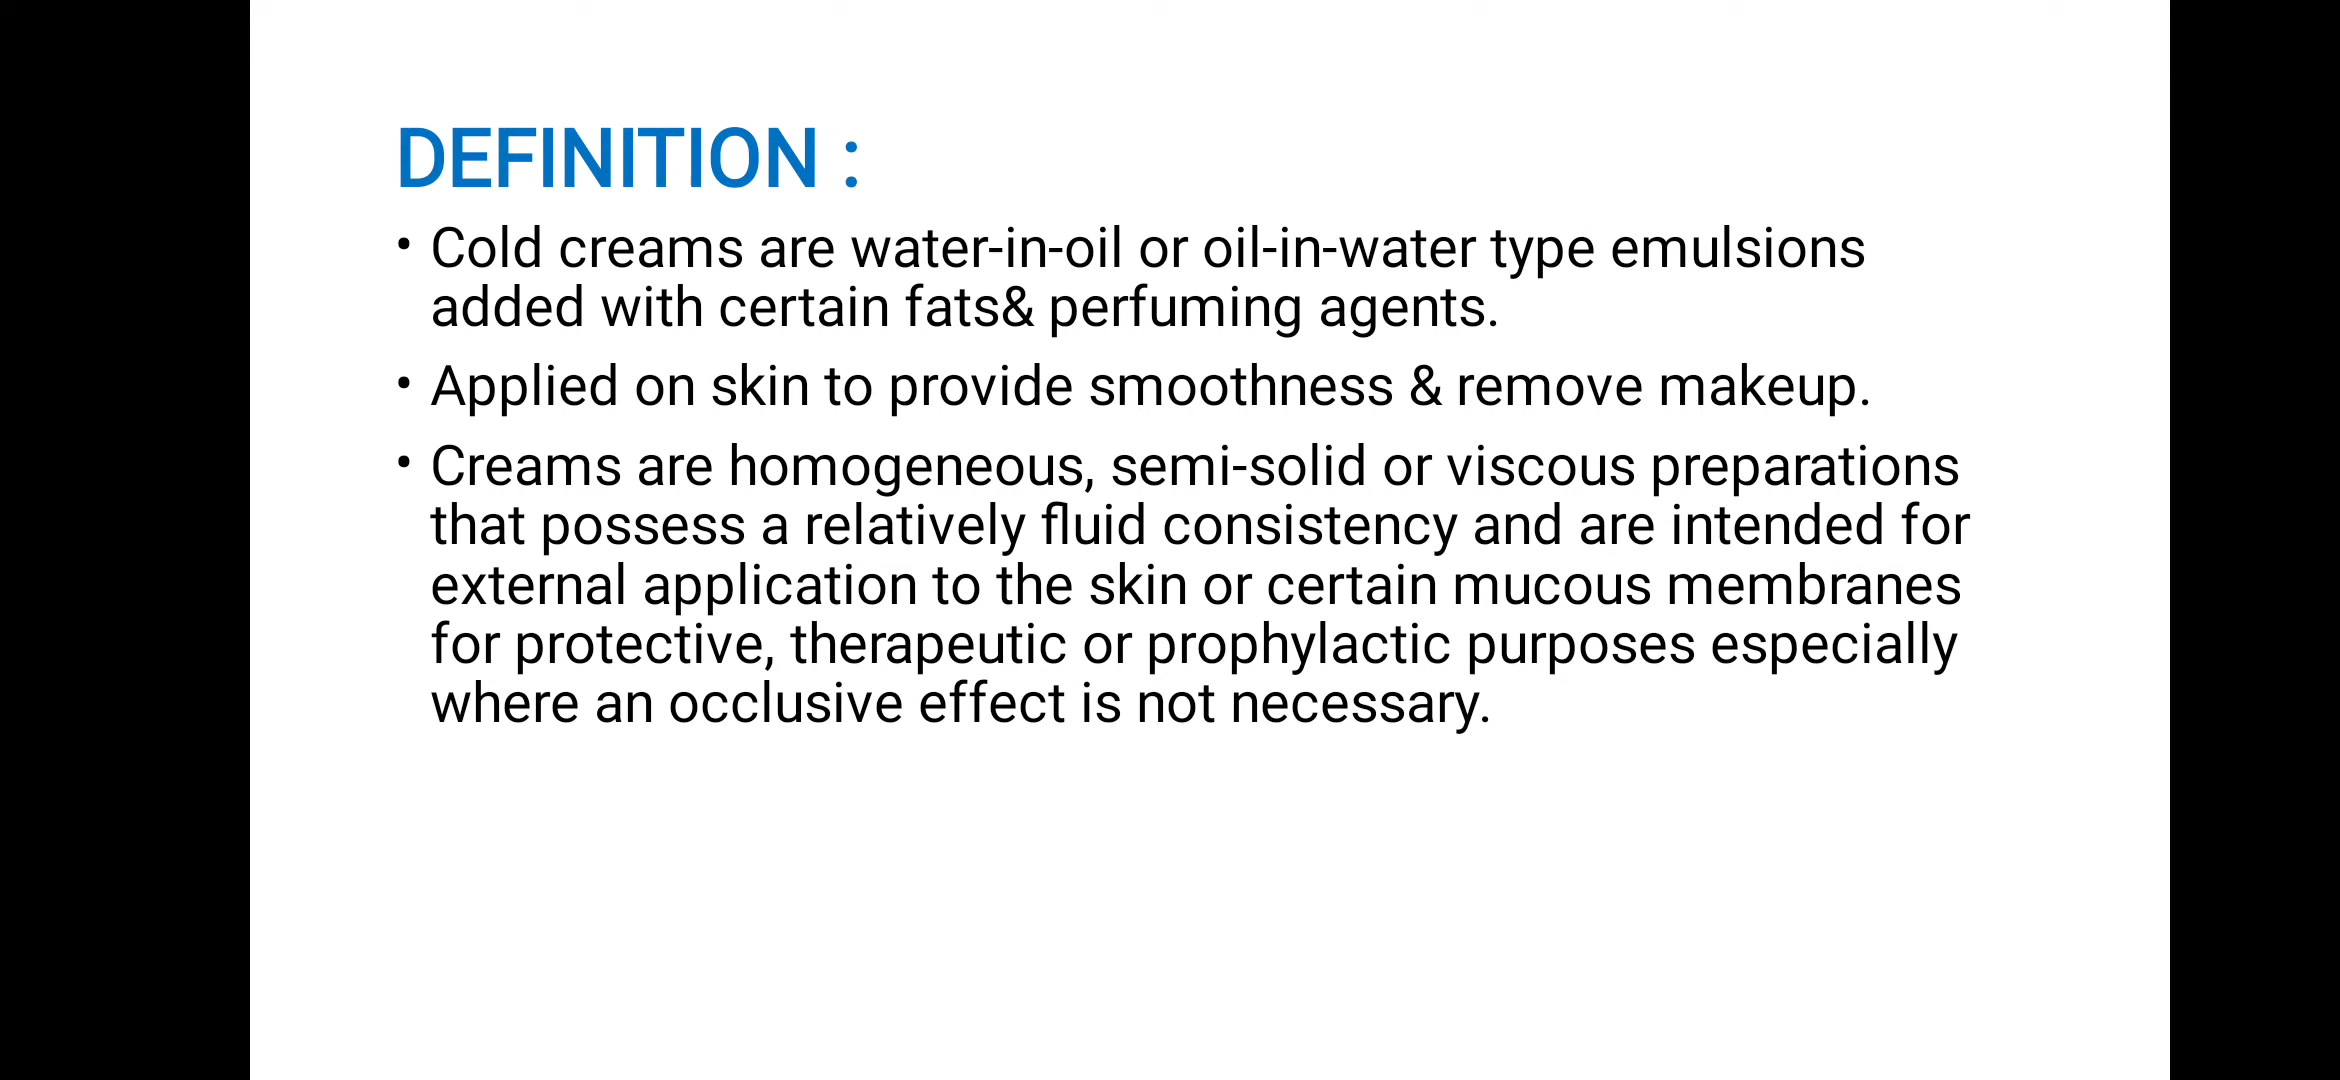 DEFINITION :
• Cold creams are water-in-oil or oil-in-water type emulsions
added with certain fats& perfuming agents.
• Applied on skin to provide smoothness & remove makeup.
• Creams are homogeneous, semi-solid or viscous preparations
that possess a relatively fluid consistency and are intended for
external application to the skin or certain mucous membranes
for protective, therapeutic or prophylactic purposes especially
where an occlusive effect is not necessary.